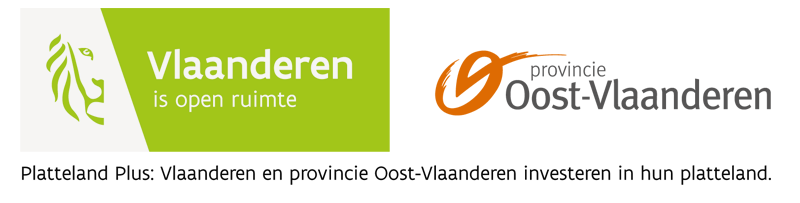 Vlaanderen
is open ruimte
provincie
Oost-Vlaanderen
Platteland Plus: Vlaanderen en provincie Oost-Vlaanderen investeren in hun platteland.